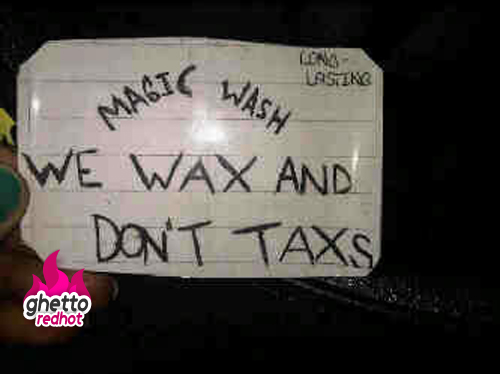 LONG-
LASTING
MAGIC WASH
WE WAX AND
DON'T TAXS
ghetto
redhot